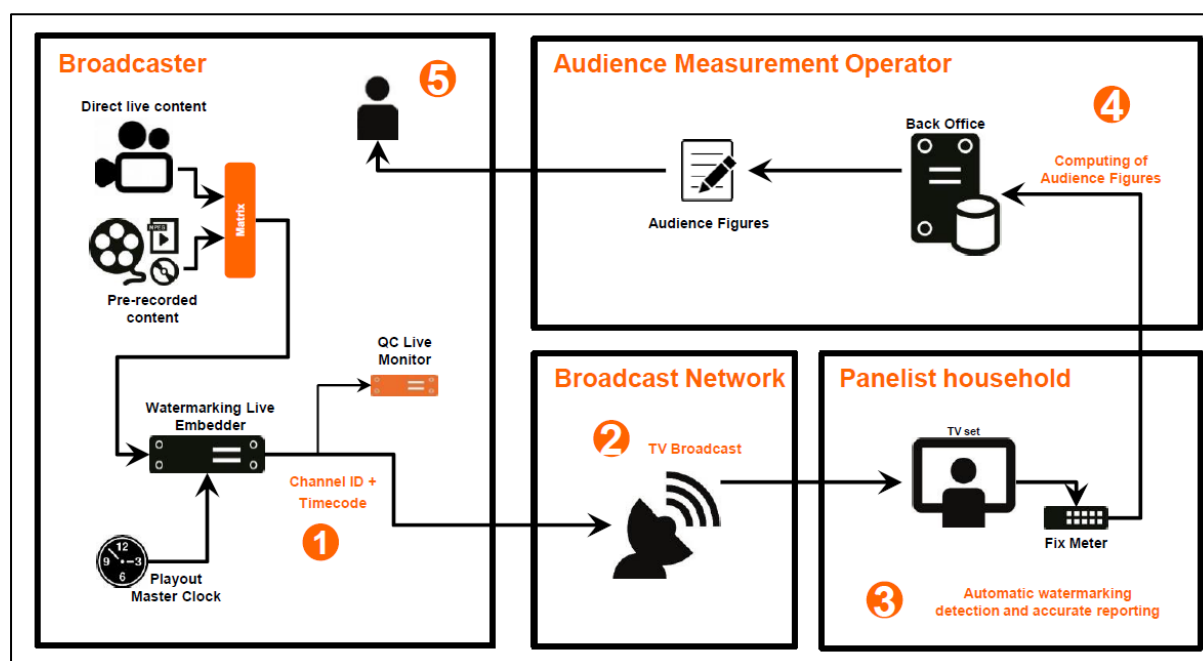 Broadcaster
5
Direct live content
Matrix
MPEG
Pre-recorded
content
QC Live
Monitor
Watermarking Live
Embedder
Channel ID +
Timecode
1
12
9
3
6
Playout
Master Clock
Audience Measurement Operator
4
Back Office
Computing of
Audience Figures
Audience Figures
Broadcast Network
2
TV Broadcast
Panelist household
TV set
Fix Meter
3
Automatic watermarking
detection and accurate reporting